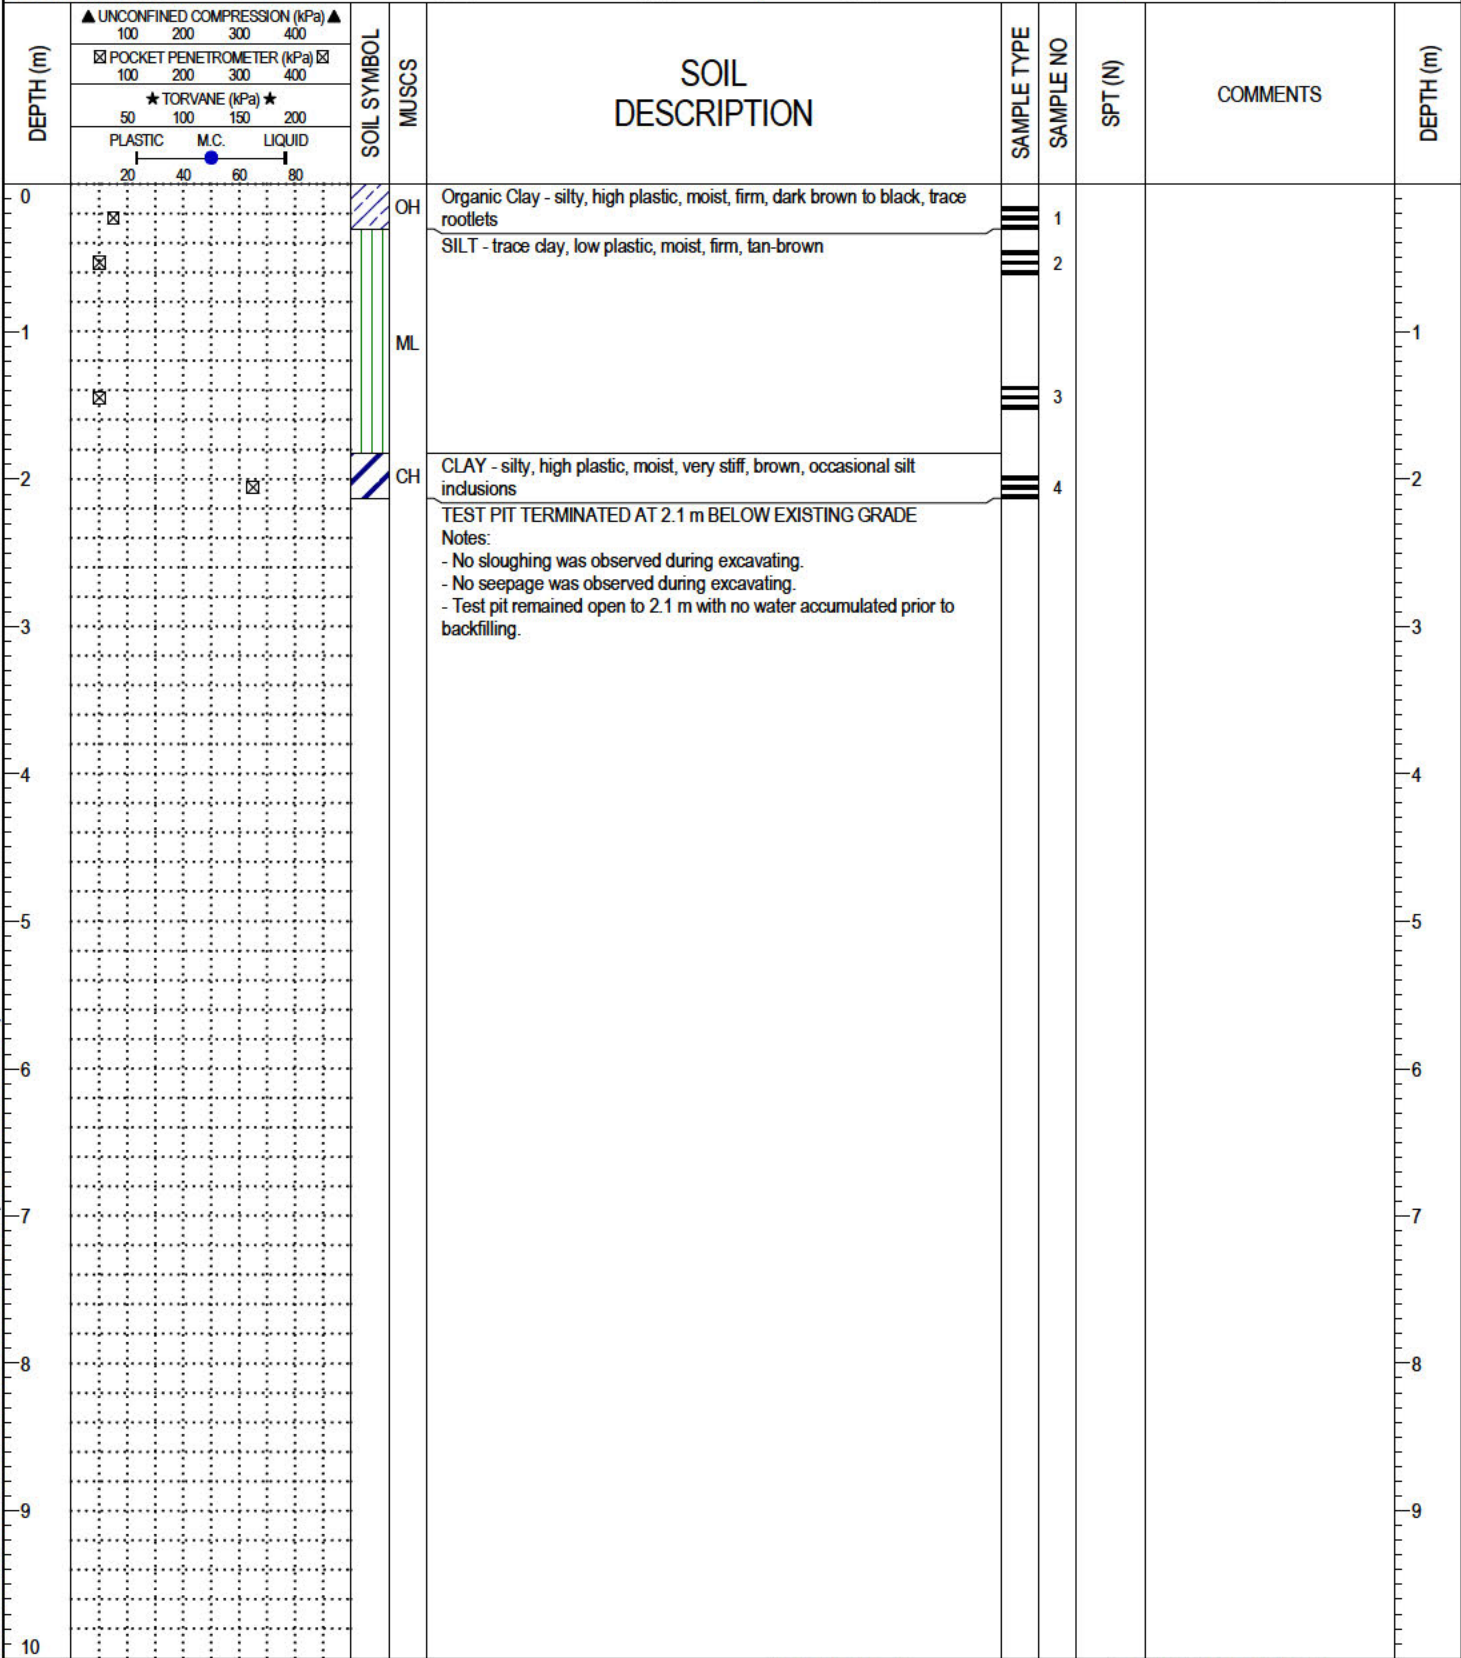 DEPTH (m)
▲ UNCONFINED COMPRESSION (kPa) ▲
100 200 300 400
☒ POCKET PENETROMETER (kPa) ☒
100 200 300 400
★ TORVANE (kPa) ★
50 100 150 200
PLASTIC M.C. LIQUID
20 40 60 80
SOIL SYMBOL
MUSCS
SOIL
DESCRIPTION
SAMPLE TYPE
SAMPLE NO
SPT (N)
COMMENTS
DEPTH (m)
0
OH
Organic Clay - silty, high plastic, moist, firm, dark brown to black, trace
rootlets
1
SILT - trace clay, low plastic, moist, firm, tan-brown
2
1
ML
1
3
CLAY - silty, high plastic, moist, very stiff, brown, occasional silt
inclusions
2
CH
4
2
TEST PIT TERMINATED AT 2.1 m BELOW EXISTING GRADE
Notes:
- No sloughing was observed during excavating.
- No seepage was observed during excavating.
- Test pit remained open to 2.1 m with no water accumulated prior to
backfilling.
3 3
4 4
5 5
6 6
7 7
8 8
9 9
10